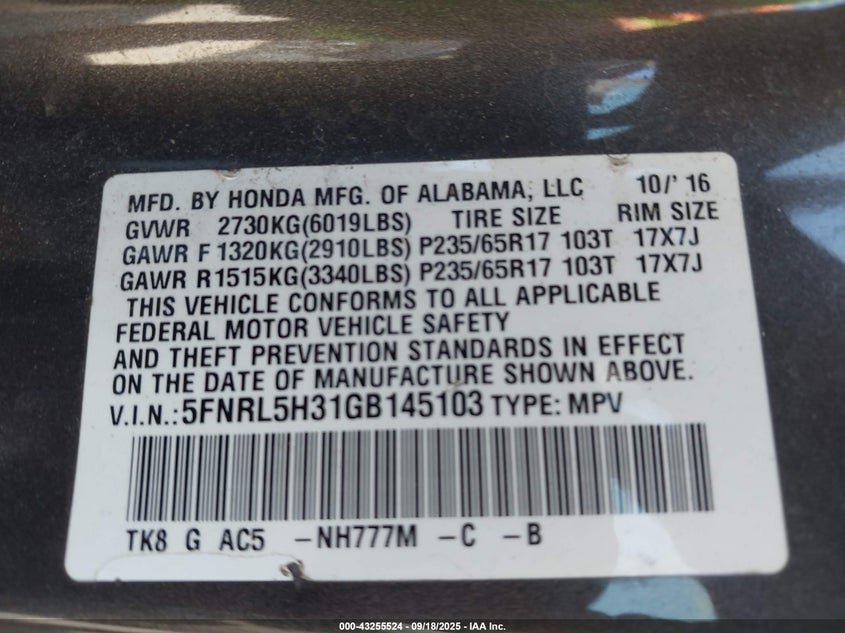 MFD. BY HONDA MFG. OF ALABAMA, LLC 10/' 16
GVWR 2730KG(6019LBS) TIRE SIZE RIM SIZE
GAWR F 1320KG(2910LBS) P235/65R17 103T 17X7J
GAWR R1515KG(3340LBS) P235/65R17 103T 17X7J
THIS VEHICLE CONFORMS TO ALL APPLICABLE
FEDERAL MOTOR VEHICLE SAFETY
AND THEFT PREVENTION STANDARDS IN EFFECT
ON THE DATE OF MANUFACTURE SHOWN ABOVE.
V.I.N.: 5FNRL5H31GB145103 TYPE: MPV
TK8 G AC5 -NH777M -C -B
000-43255524 - 09/18/2025 - IAA Inc.